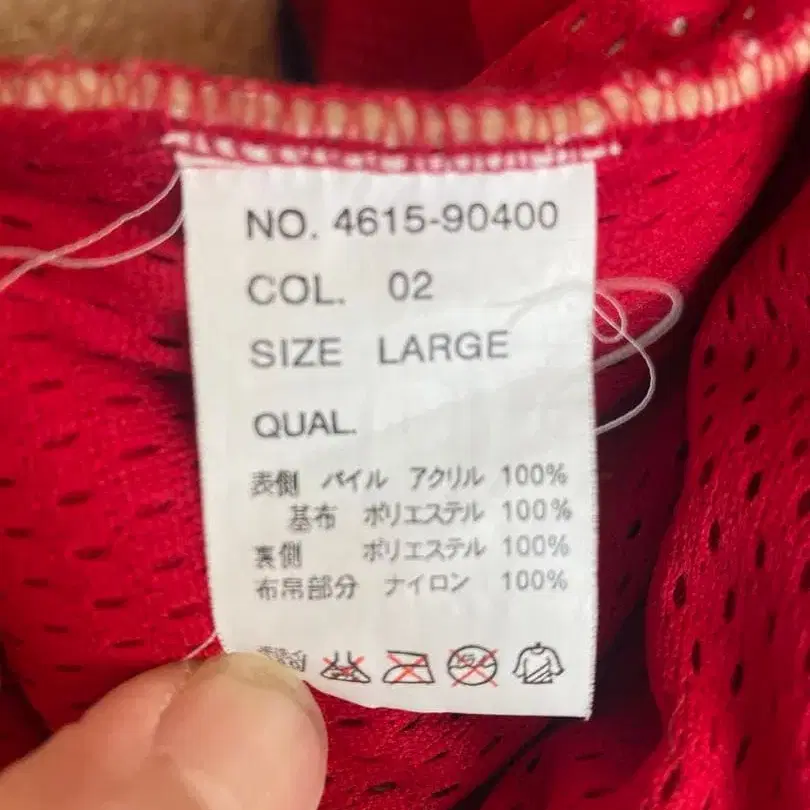 NO. 4615-90400
COL. 02
SIZE LARGE
QUAL.
表側 パイル アクリル 100%
基布 ポリエステル 100%
裏側 ポリエステル 100%
布帛部分 ナイロン 100%